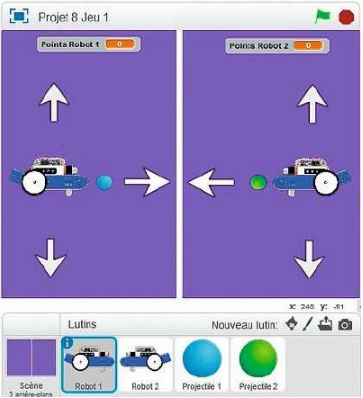 Projet 8 Jeu 1
Points Robot 1 0
Points Robot 2 0
x: 240 y: -91
Lutins
Nouveau lutin:
Scène
3 arrière-plans
Robot 1
Robot 2
Projectile 1
Projectile 2